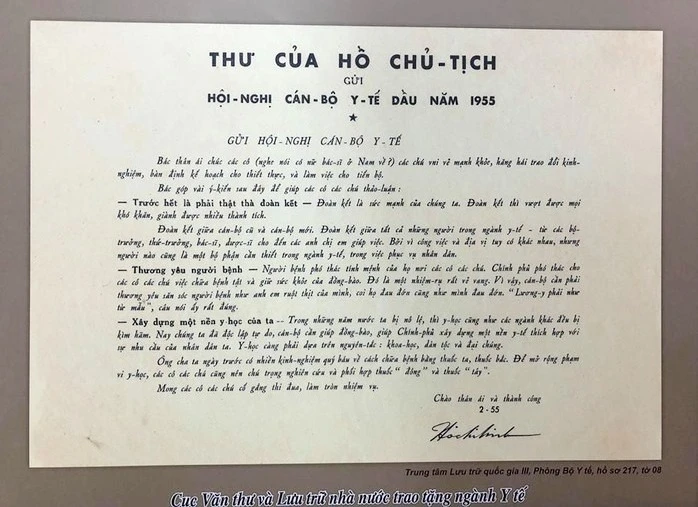 THƯ CỦA HỒ CHỦ-TỊCH
GỬI
HỘI-NGHỊ CÁN-BỘ Y-TẾ DẦU NĂM 1955
GỬI HỘI-NGHỊ CÁN-BỘ Y-TẾ
Bác thân ái chúc các cô (nghe nói có nữ bác-sĩ ở Nam về?) các chú vui vẻ mạnh khỏe, hăng hái trao đổi kinh-
nghiệm, bàn định kế hoạch cho thiết thực, và làm việc cho tiến bộ.
Bác góp vài ý-kiến sau đây để giúp các cô các chú thảo-luận :
— Trước hết là phải thật thà đoàn kết — Đoàn kết là sức mạnh của chúng ta. Đoàn kết thì vượt được mọi
khó khăn, giành được nhiều thành tích.
Đoàn kết giữa cán-bộ cũ và cán-bộ mới. Đoàn kết giữa tất cả những người trong ngành y-tế - từ các bộ-
trưởng, thứ-trưởng, bác-sĩ, dược-sĩ cho đến các anh chị em giúp việc. Bởi vì công việc và địa vị tuy có khác nhau, nhưng
người nào cũng là một bộ phận cần thiết trong ngành y-tế, trong việc phục vụ nhân dân.
— Thương yêu người bệnh — Người bệnh phó thác tính mệnh của họ nơi các cô các chú. Chính phủ phó thác cho
các cô các chú việc chữa bệnh tật và giữ sức khỏe của đồng-bào. Đó là một nhiệm-vụ rất vẻ vang. Vì vậy, cán-bộ cần phải
thương yêu săn sóc người bệnh như anh em ruột thịt của mình, coi họ đau đớn cũng như mình đau đớn. “Lương-y phải như
từ mẫu”, câu nói ấy rất đúng.
— Xây dựng một nền y-học của ta — Trong những năm nước ta bị nô lệ, thì y-học cũng như các ngành khác đều bị
kìm hãm. Nay chúng ta đã độc lập tự do, cán-bộ cần giúp đồng-bào, giúp Chính-phủ xây dựng một nền y-tế thích hợp với
sự nhu cầu của nhân dân ta. Y-học càng phải dựa trên nguyên-tắc : khoa-học, dân tộc và đại chúng.
Ông cha ta ngày trước có nhiều kinh-nghiệm quý báu về cách chữa bệnh bằng thuốc ta, thuốc bắc. Để mở rộng phạm
vi y-học, các cô các chú cũng nên chú trọng nghiên cứu và phối hợp thuốc “ đông” và thuốc “tây”.
Mong các cô các chú cố gắng thi đua, làm tròn nhiệm vụ.
Chào thân ái và thành công
2 - 55
Hochiminh
Trung tâm Lưu trữ quốc gia III, Phông Bộ Y tế, hồ sơ 217, tờ 08
Cục Văn thư và Lưu trữ nhà nước trao tặng ngành Y tế